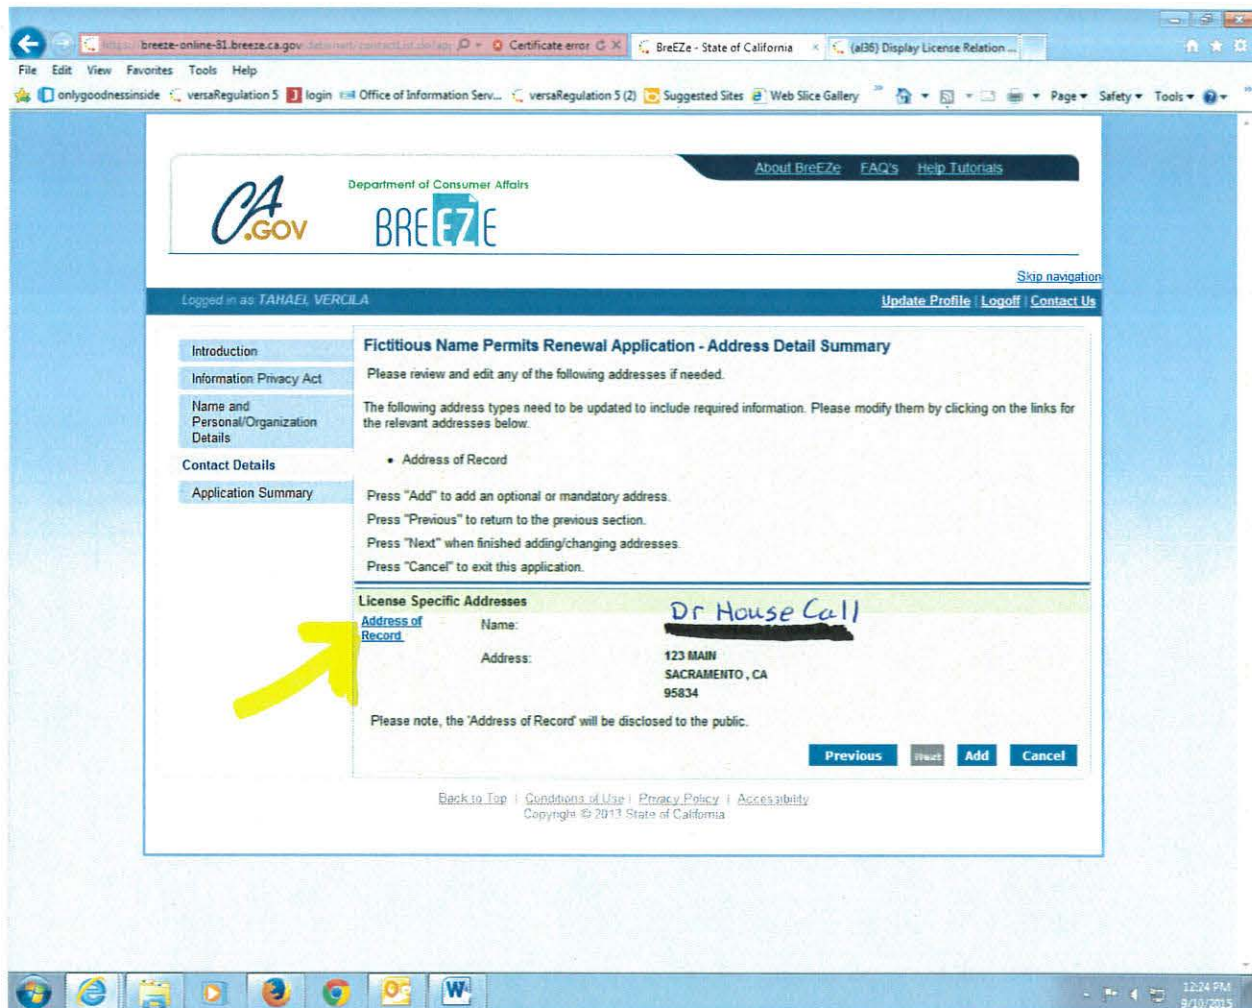 breeze-online-31.breeze.ca.gov
Certificate error
BreEZe - State of California
(al36) Display License Relation ...
File Edit View Favorites Tools Help
onlygoodnessinside versaRegulation 5 login Office of Information Serv... versaRegulation 5 (2) Suggested Sites Web Slice Gallery Page Safety Tools
About BreEZe FAQ's Help Tutorials
CA.GOV
Department of Consumer Affairs
BREEZE
Skip navigation
Logged in as TAHAEI, VERCILA
Update Profile | Logoff | Contact Us
Introduction
Information Privacy Act
Name and
Personal/Organization
Details
Contact Details
Application Summary
Fictitious Name Permits Renewal Application - Address Detail Summary
Please review and edit any of the following addresses if needed.
The following address types need to be updated to include required information. Please modify them by clicking on the links for
the relevant addresses below.
• Address of Record
Press "Add" to add an optional or mandatory address.
Press "Previous" to return to the previous section.
Press "Next" when finished adding/changing addresses.
Press "Cancel" to exit this application.
License Specific Addresses
Address of
Record
Name:
Dr House Call
Address:
123 MAIN
SACRAMENTO, CA
95834
Please note, the 'Address of Record' will be disclosed to the public.
Previous Next Add Cancel
Back to Top | Conditions of Use | Privacy Policy | Accessibility
Copyright © 2013 State of California
12:24 PM
9/10/2015